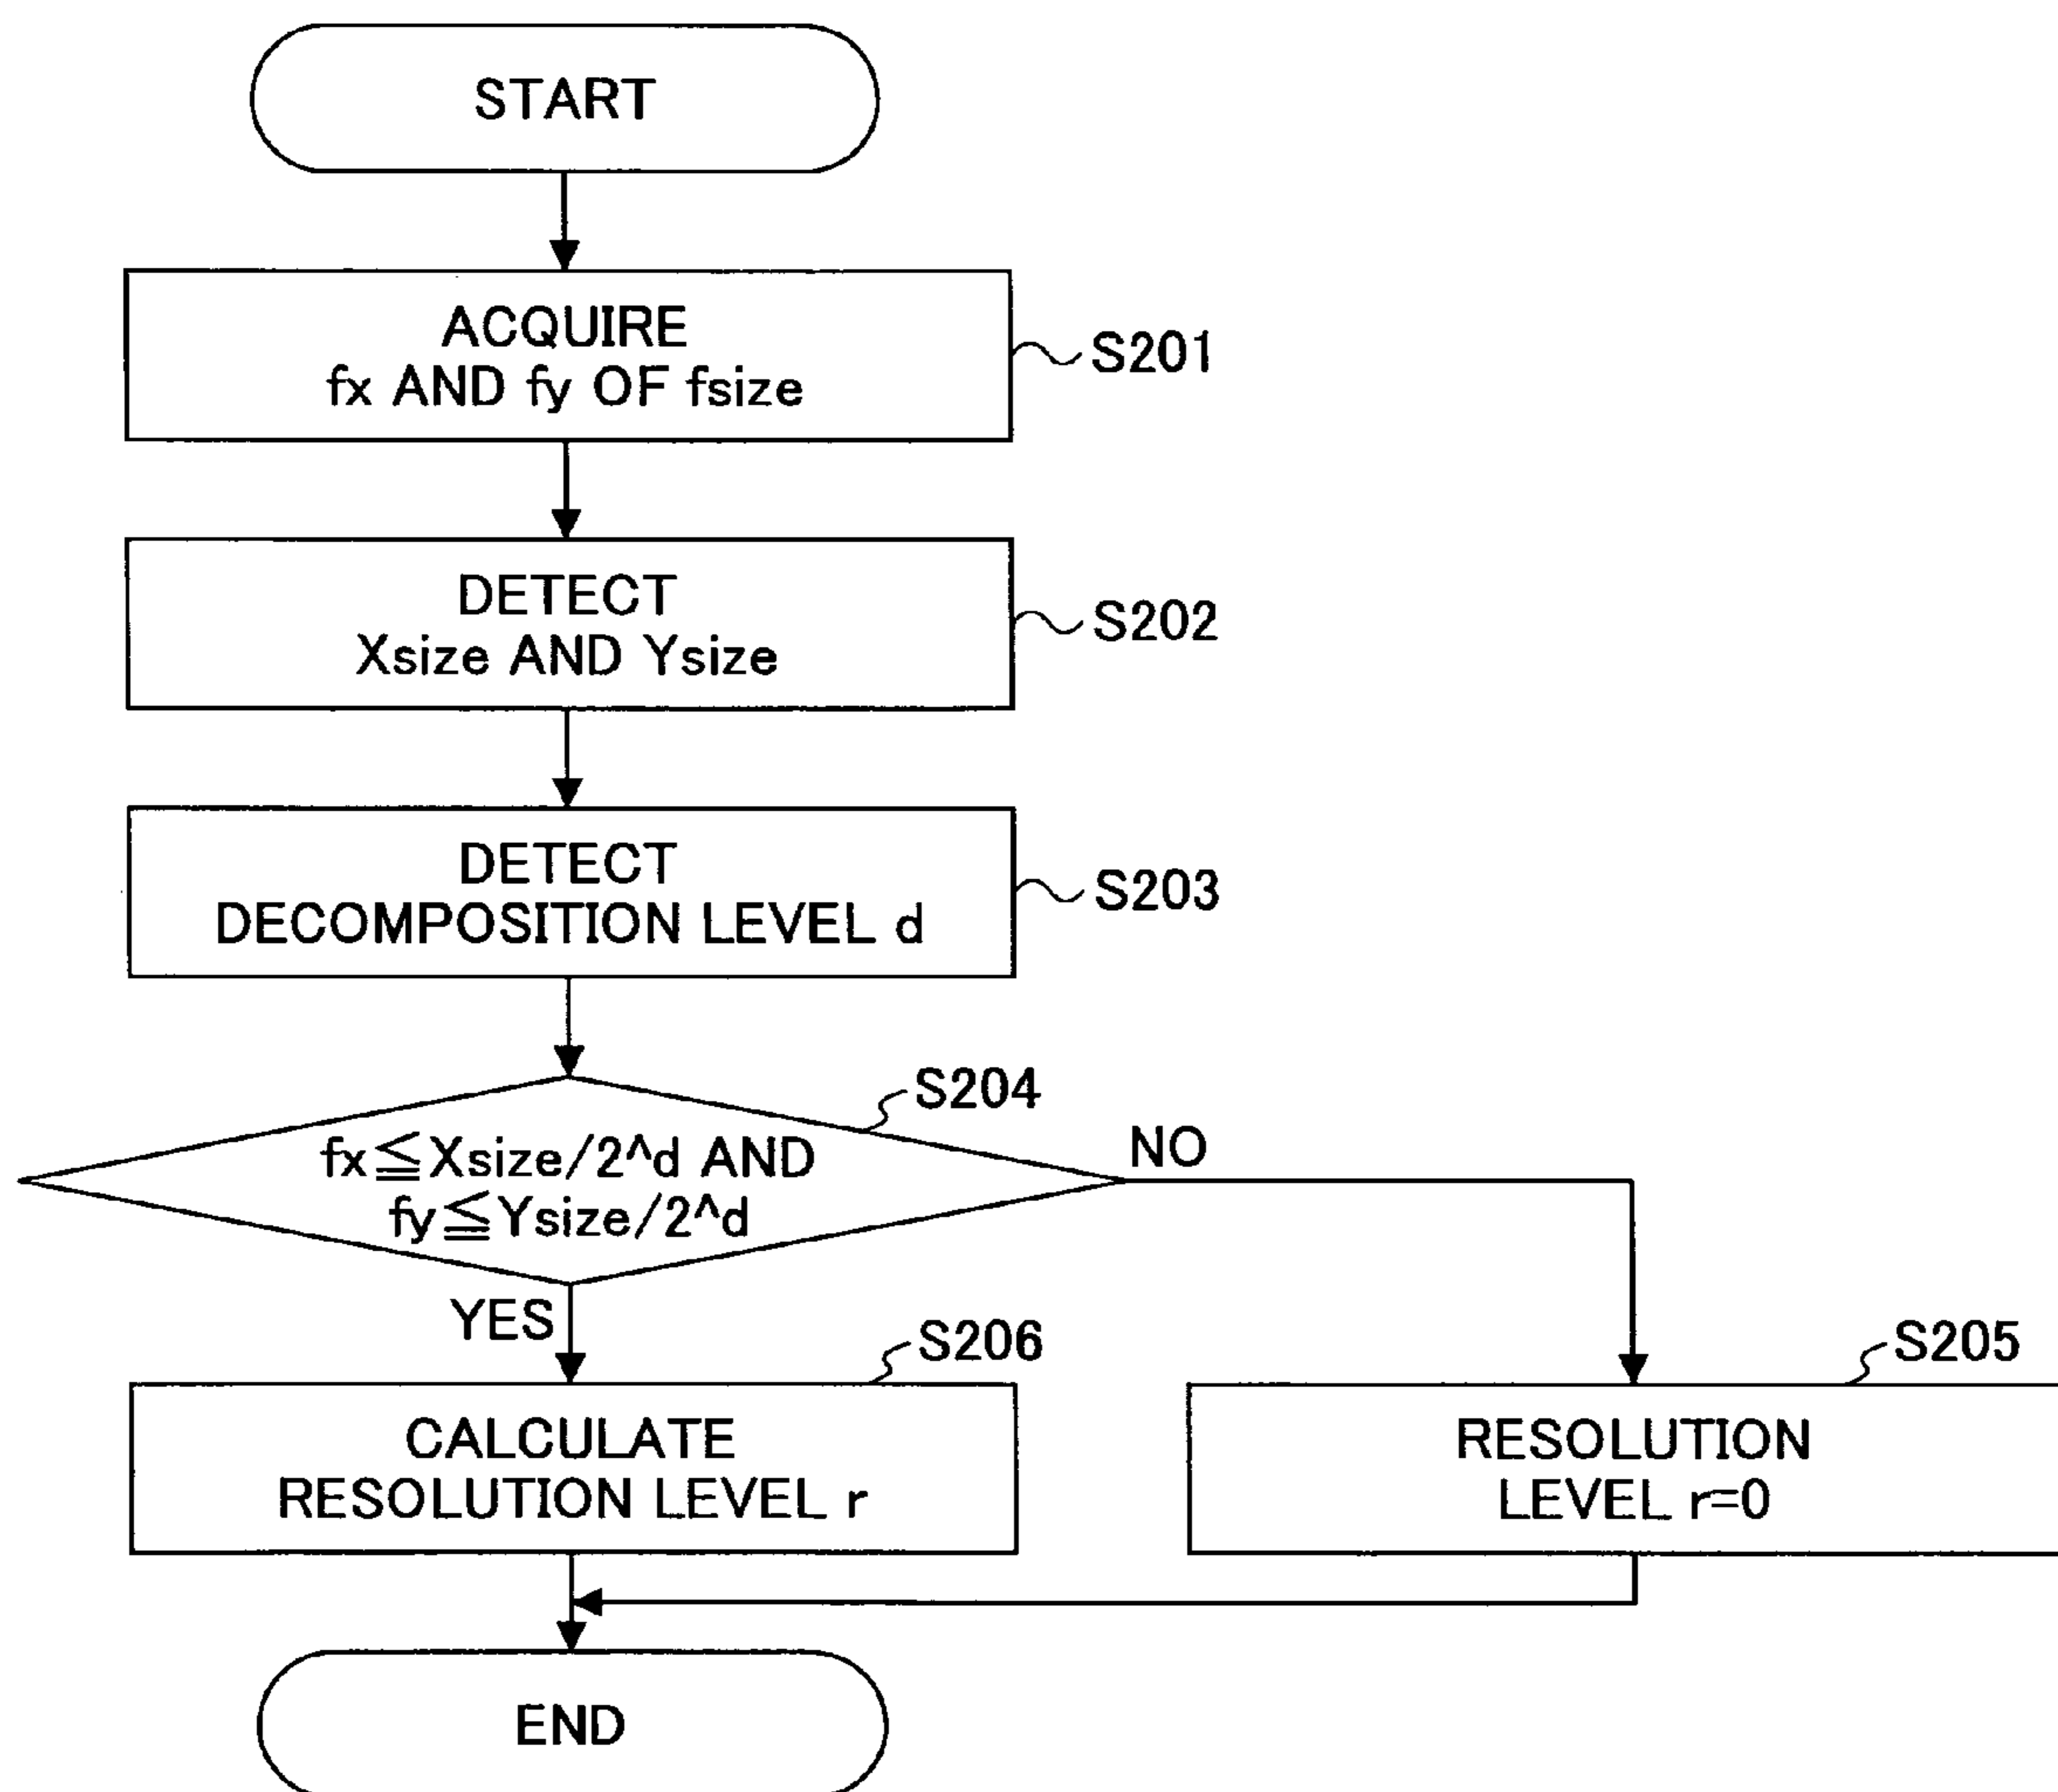 START
ACQUIRE
fx AND fy OF fsize
S201
DETECT
Xsize AND Ysize
S202
DETECT
DECOMPOSITION LEVEL d
S203
S204
fx≦Xsize/2^d AND
fy≦Ysize/2^d
NO
YES
S206
CALCULATE
RESOLUTION LEVEL r
S205
RESOLUTION
LEVEL r=0
END